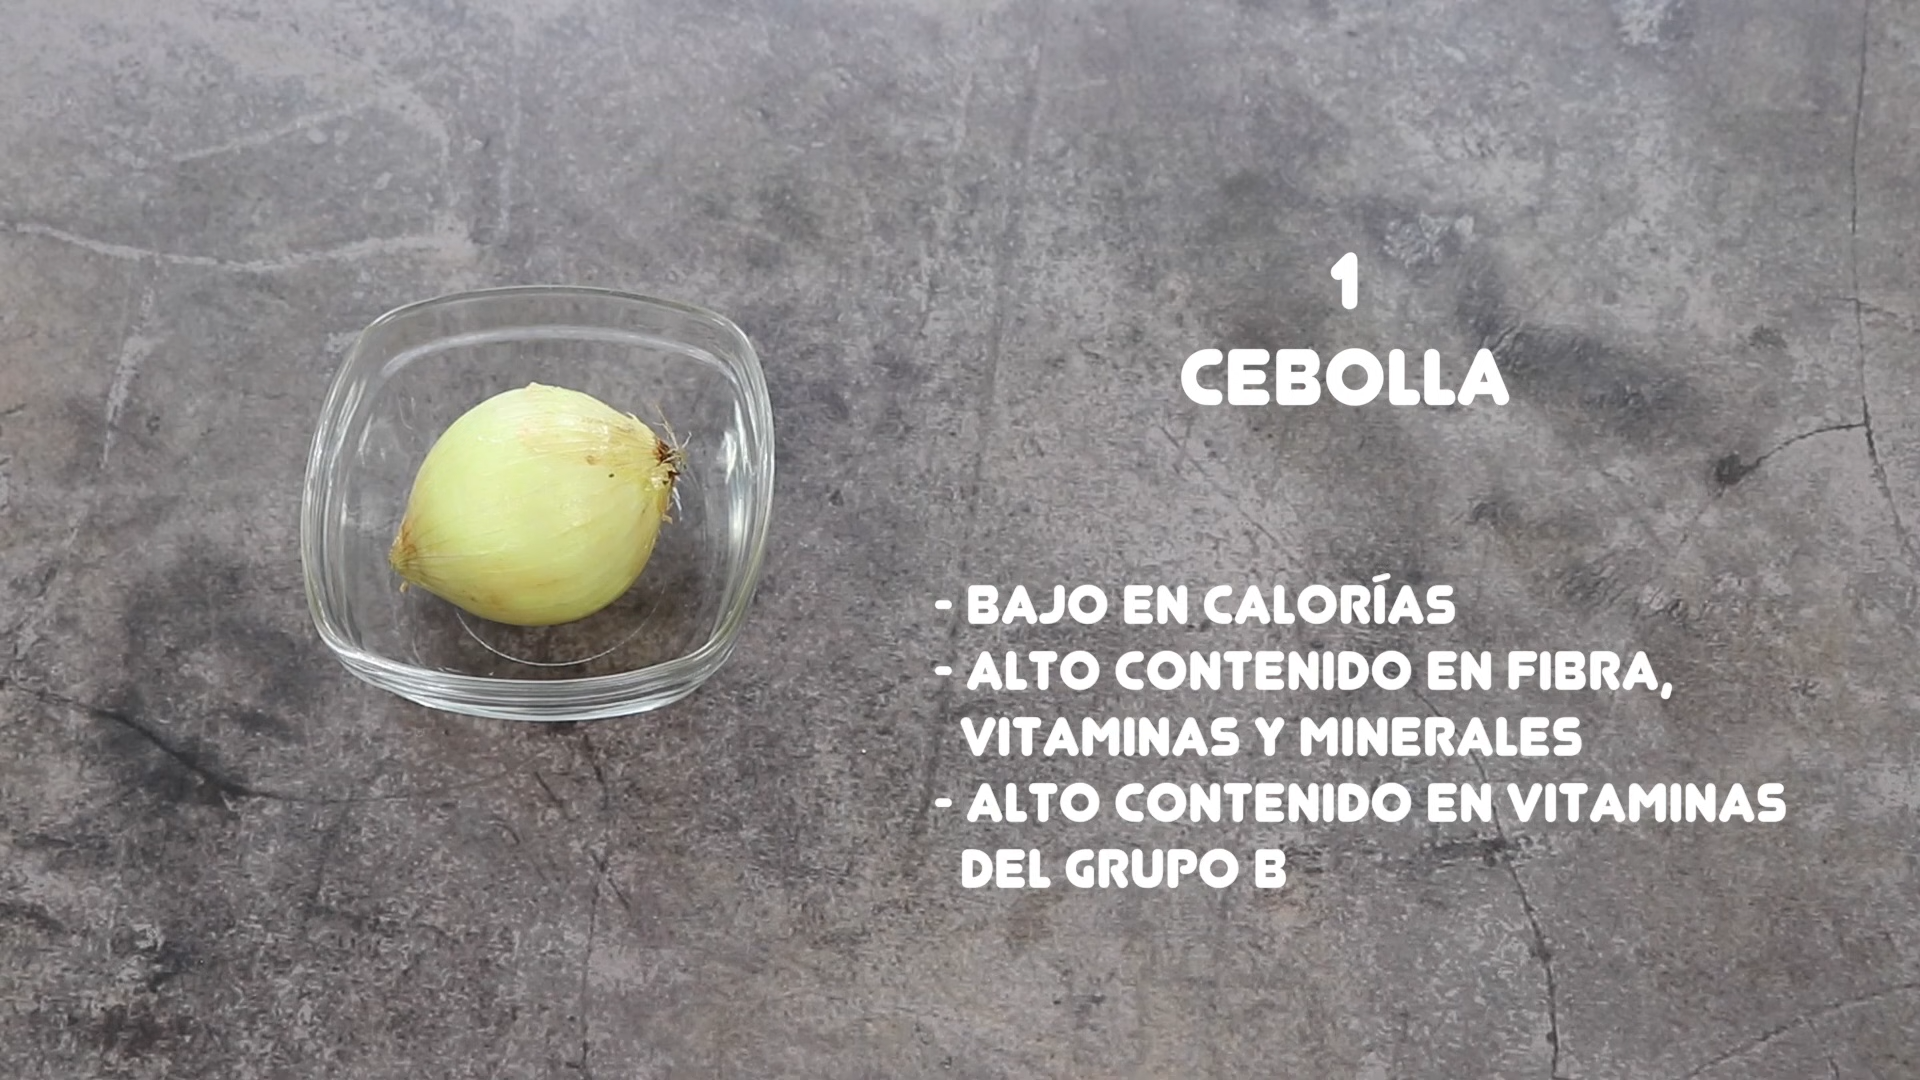 1
CEBOLLA
- BAJO EN CALORÍAS
- ALTO CONTENIDO EN FIBRA,
VITAMINAS Y MINERALES
- ALTO CONTENIDO EN VITAMINAS
DEL GRUPO B